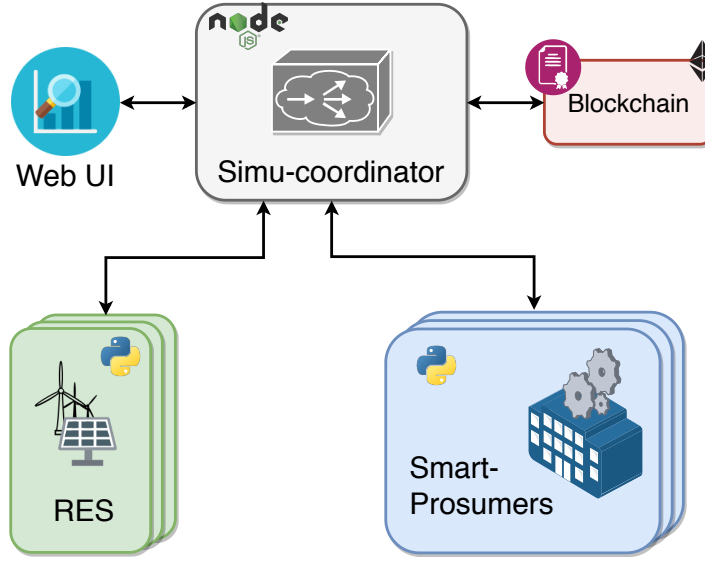 node
JS
Web UI
Simu-coordinator
Blockchain
RES
Smart-
Prosumers